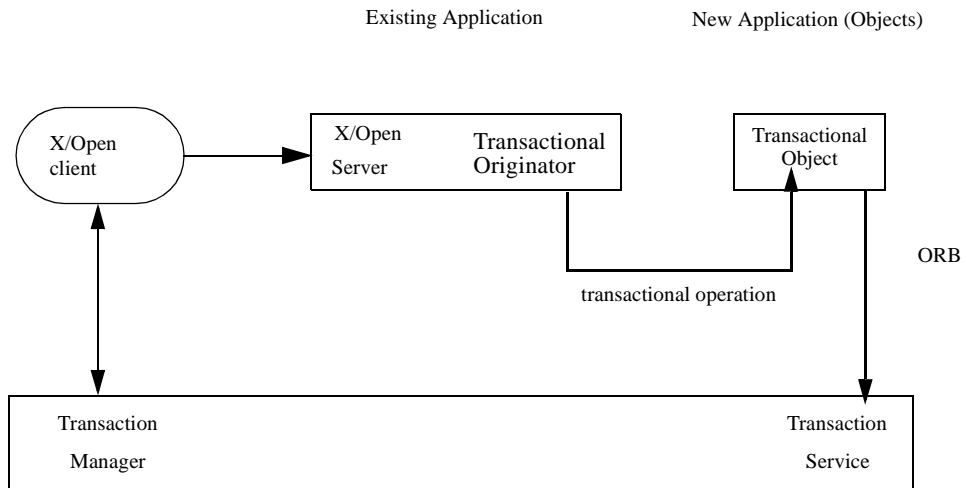 Existing Application
New Application (Objects)
X/Open
client
X/Open
Server
Transactional
Originator
Transactional
Object
ORB
transactional operation
Transaction
Manager
Transaction
Service